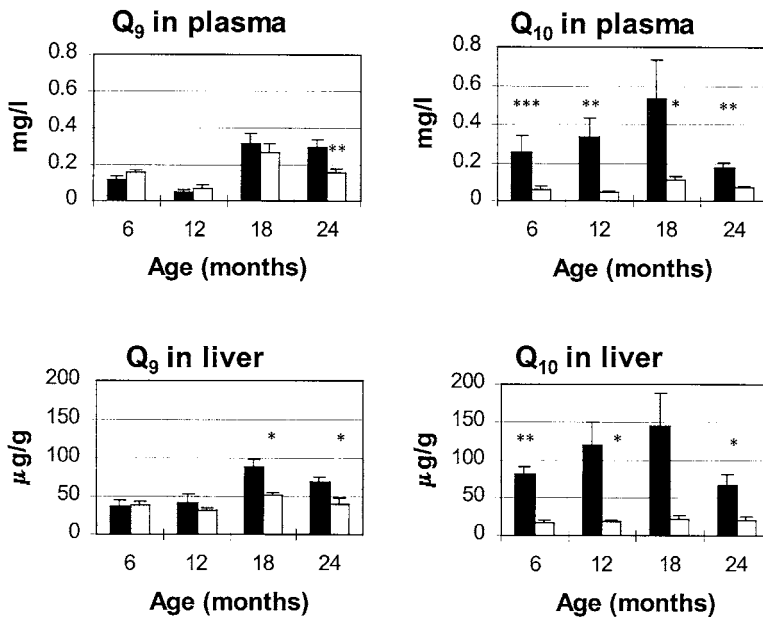 Q₉ in plasma
0.8
0.6
0.4
0.2
0
mg/l
**
6 12 18 24
Age (months)
Q₁₀ in plasma
0.8
0.6
0.4
0.2
0
mg/l
*** ** * **
6 12 18 24
Age (months)
Q₉ in liver
200
150
100
50
0
µg/g
* *
6 12 18 24
Age (months)
Q₁₀ in liver
200
150
100
50
0
µg/g
** * *
6 12 18 24
Age (months)